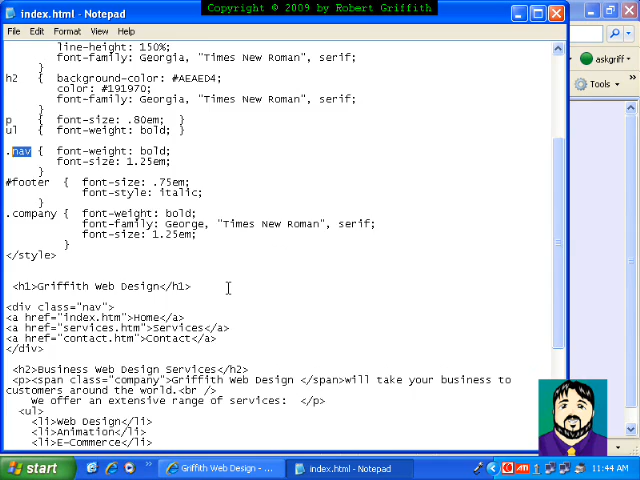 Copyright © 2009 by Robert Griffith
index.html - Notepad
File Edit Format View Help
askgriff
Tools
line-height: 150%;
font-family: Georgia, "Times New Roman", serif;
}
h2 { background-color: #AEAED4;
color: #191970;
font-family: Georgia, "Times New Roman", serif;
}
p { font-size: .80em; }
ul { font-weight: bold; }
.nav { font-weight: bold;
font-size: 1.25em;
}
#footer { font-size: .75em;
font-style: italic;
}
.company { font-weight: bold;
font-family: George, "Times New Roman", serif;
font-size: 1.25em;
}
</style>
<h1>Griffith Web Design</h1>
<div class="nav">
<a href="index.htm">Home</a>
<a href="services.htm">Services</a>
<a href="contact.htm">Contact</a>
</div>
<h2>Business Web Design Services</h2>
<p><span class="company">Griffith Web Design </span>will take your business to
customers around the world.<br />
we offer an extensive range of services: </p>
<ul>
<li>Web Design</li>
<li>Animation</li>
<li>E-Commerce</li>
start
Griffith Web Design - ...
index.html - Notepad
11:44 AM